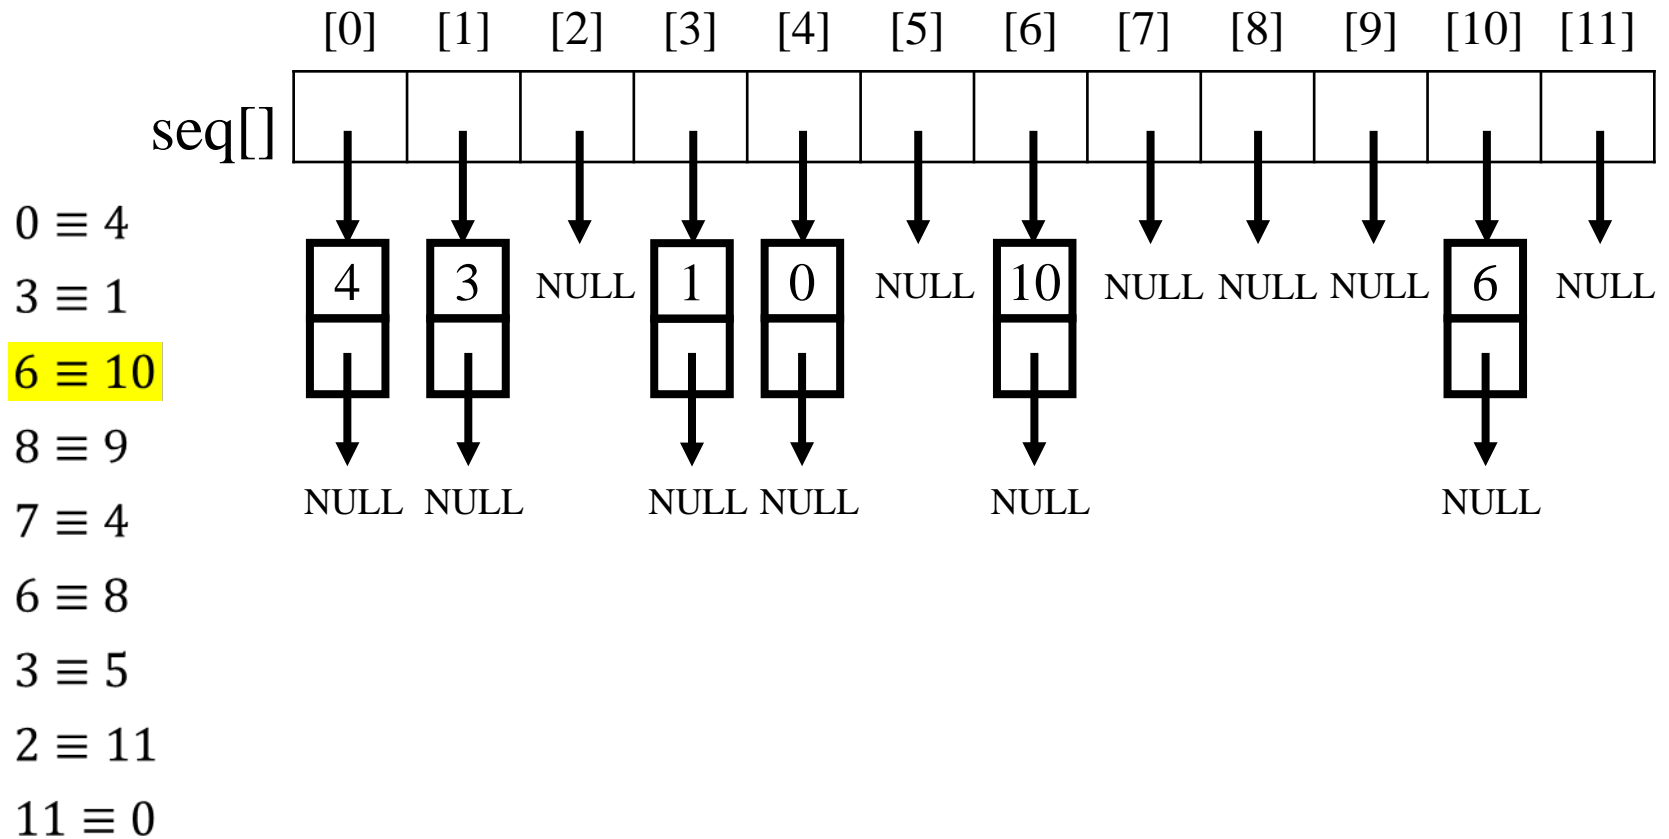 [0] [1] [2] [3] [4] [5] [6] [7] [8] [9] [10] [11]
seq[]
0 ≡ 4
3 ≡ 1
6 ≡ 10
8 ≡ 9
7 ≡ 4
6 ≡ 8
3 ≡ 5
2 ≡ 11
11 ≡ 0
4 3 NULL 1 0 NULL 10 NULL NULL NULL 6 NULL
NULL NULL NULL NULL NULL NULL